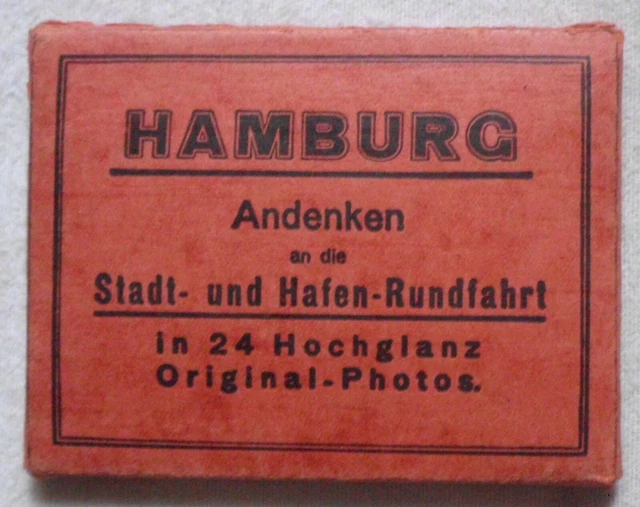 HAMBURG
Andenken
an die
Stadt- und Hafen-Rundfahrt
in 24 Hochglanz
Original-Photos.